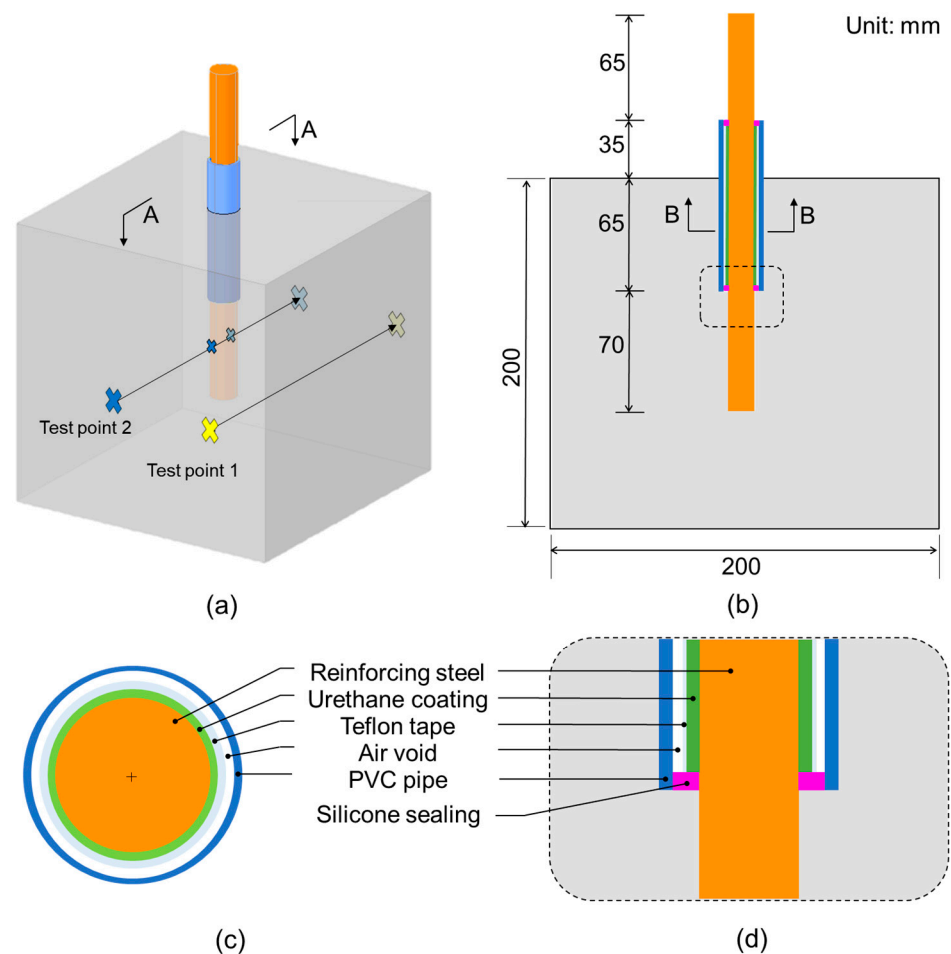 Unit: mm
A
A
Test point 2
Test point 1
(a)
65
35
65
70
200
B
B
200
(b)
Reinforcing steel
Urethane coating
Teflon tape
Air void
PVC pipe
Silicone sealing
(c)
(d)